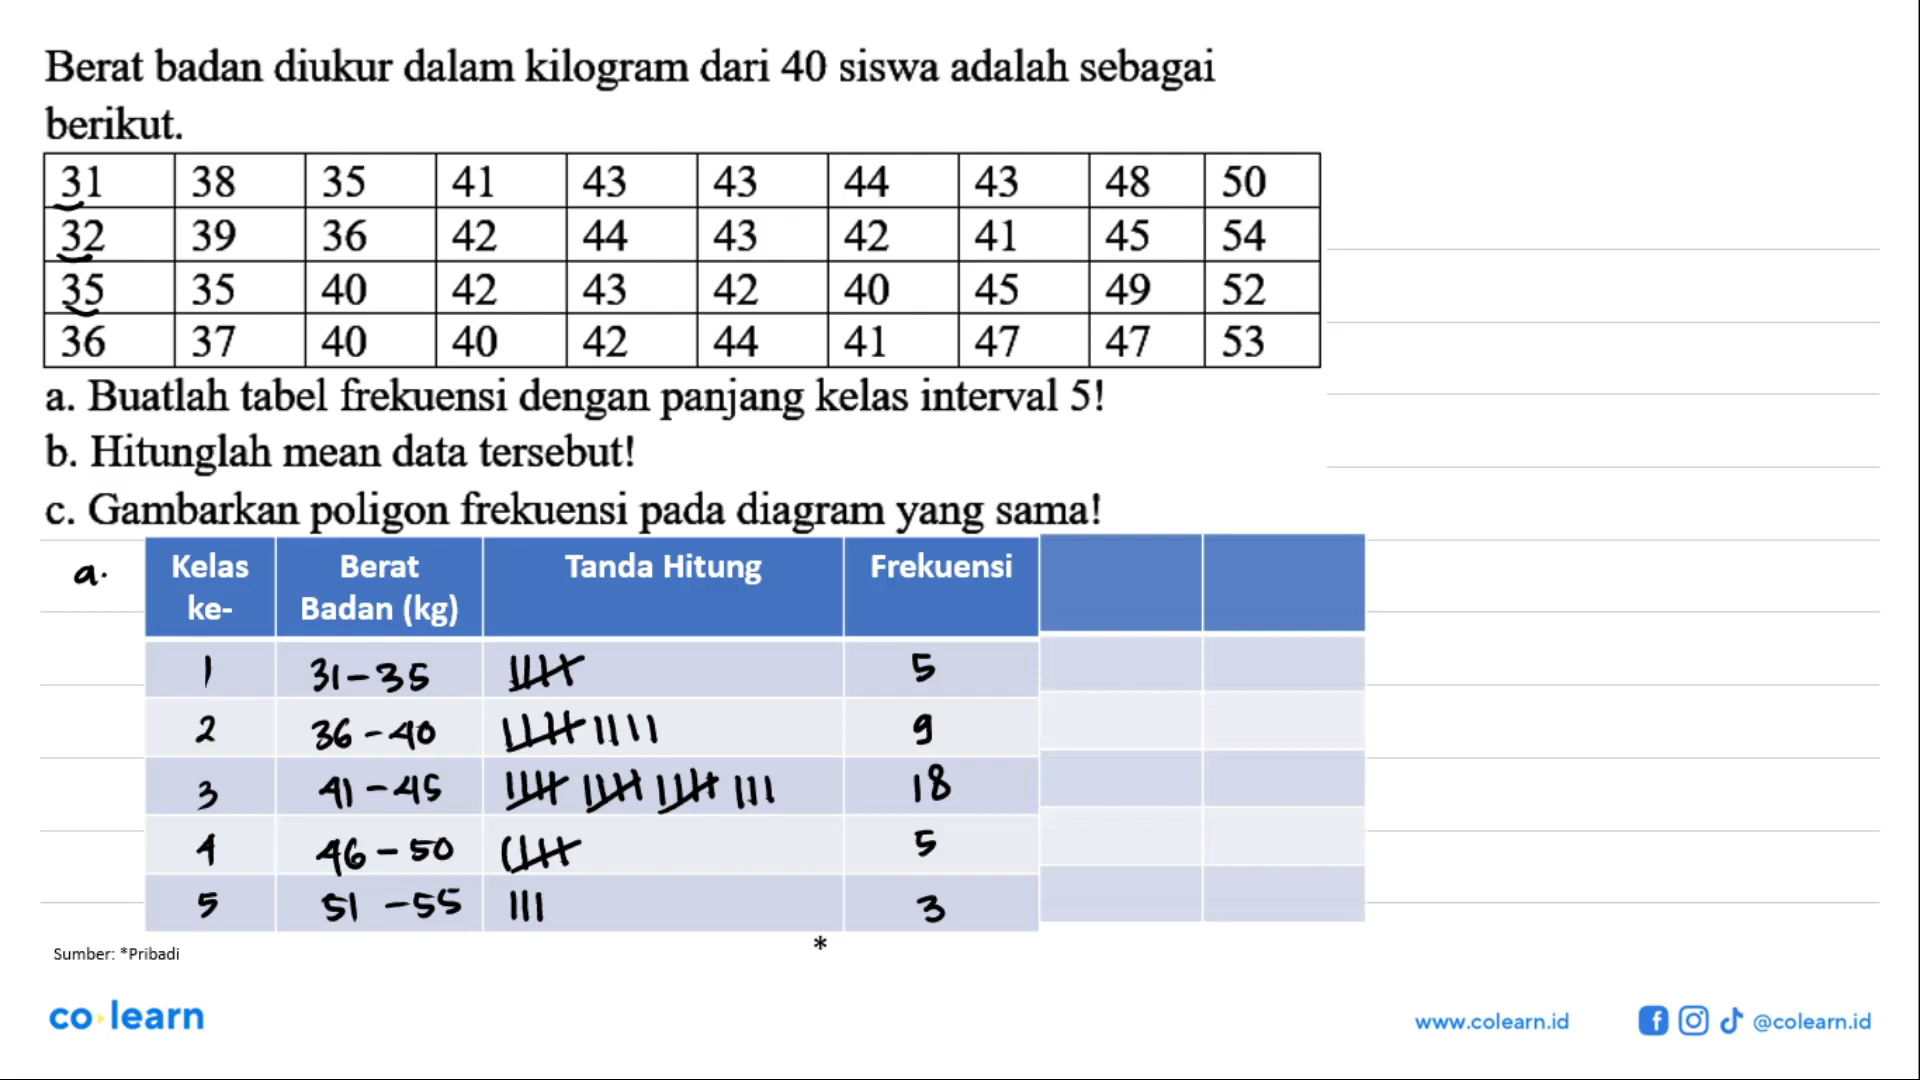 Berat badan diukur dalam kilogram dari 40 siswa adalah sebagai
berikut.
31 38 35 41 43 43 44 43 48 50
32 39 36 42 44 43 42 41 45 54
35 35 40 42 43 42 40 45 49 52
36 37 40 40 42 44 41 47 47 53
a. Buatlah tabel frekuensi dengan panjang kelas interval 5!
b. Hitunglah mean data tersebut!
c. Gambarkan poligon frekuensi pada diagram yang sama!
a. Kelas ke- Berat Badan (kg) Tanda Hitung Frekuensi
1 31-35 5
2 36-40 9
3 41-45 18
4 46-50 5
5 51-55 3
*
Sumber: *Pribadi
co learn
www.colearn.id @colearn.id